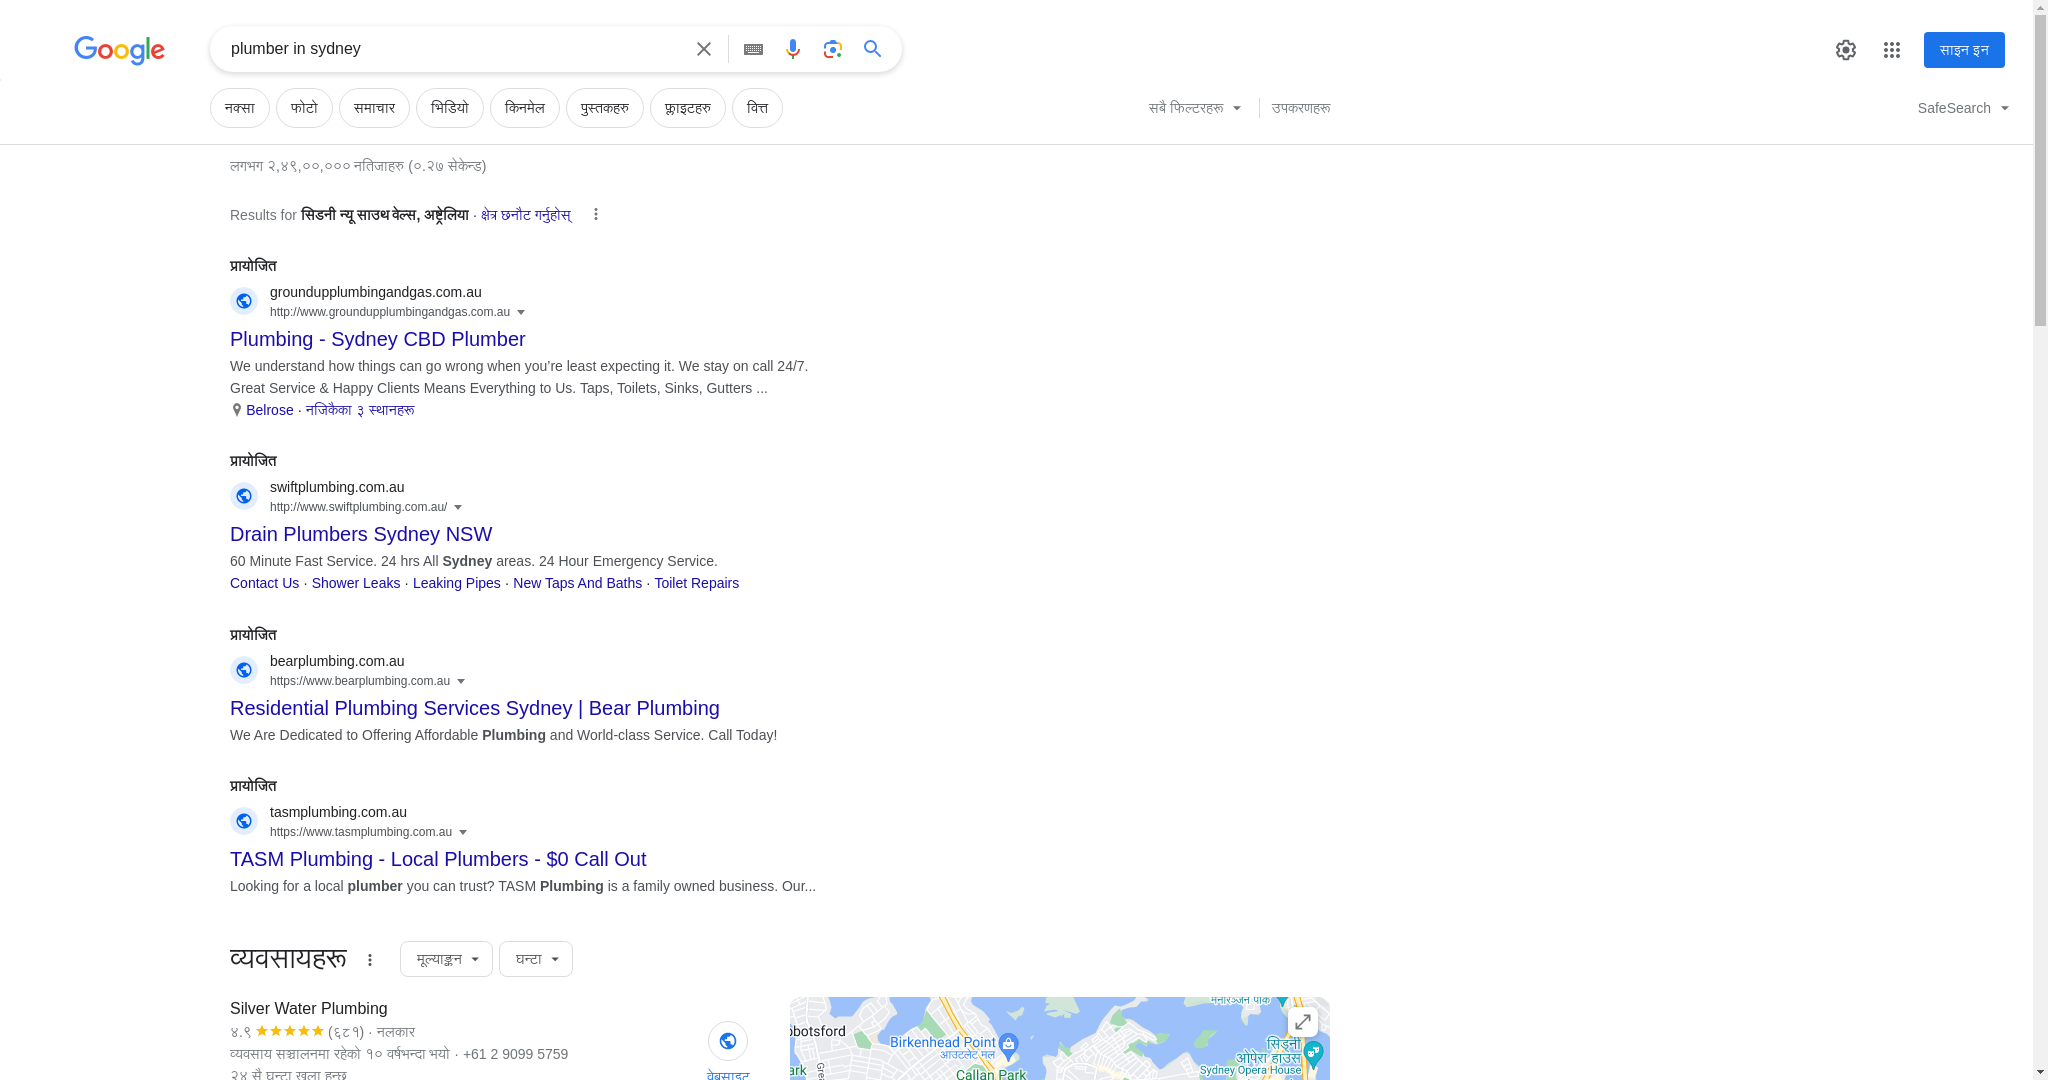 Google
plumber in sydney
साइन इन
नक्सा
फोटो
समाचार
भिडियो
किनमेल
पुस्तकहरु
फ्लाइटहरु
वित्त
सबै फिल्टरहरू
उपकरणहरू
SafeSearch
लगभग २,४९,००,००० नतिजाहरु (०.२७ सेकेन्ड)
Results for सिडनी न्यू साउथ वेल्स, अष्ट्रेलिया · क्षेत्र छनौट गर्नुहोस्
प्रायोजित
groundupplumbingandgas.com.au
http://www.groundupplumbingandgas.com.au
Plumbing - Sydney CBD Plumber
We understand how things can go wrong when you’re least expecting it. We stay on call 24/7.
Great Service & Happy Clients Means Everything to Us. Taps, Toilets, Sinks, Gutters ...
Belrose · नजिकैका ३ स्थानहरू
प्रायोजित
swiftplumbing.com.au
http://www.swiftplumbing.com.au/
Drain Plumbers Sydney NSW
60 Minute Fast Service. 24 hrs All Sydney areas. 24 Hour Emergency Service.
Contact Us · Shower Leaks · Leaking Pipes · New Taps And Baths · Toilet Repairs
प्रायोजित
bearplumbing.com.au
https://www.bearplumbing.com.au
Residential Plumbing Services Sydney | Bear Plumbing
We Are Dedicated to Offering Affordable Plumbing and World-class Service. Call Today!
प्रायोजित
tasmplumbing.com.au
https://www.tasmplumbing.com.au
TASM Plumbing - Local Plumbers - $0 Call Out
Looking for a local plumber you can trust? TASM Plumbing is a family owned business. Our...
व्यवसायहरू
मूल्याङ्कन
घन्टा
Silver Water Plumbing
४.९ (६८१) · नलकार
व्यवसाय सञ्चालनमा रहेको १० वर्षभन्दा भयो · +61 2 9099 5759
२४ सै घन्टा खुला हुन्छ
वेबसाइट
bbotsford
Birkenhead Point
आउटलेट मल
सिड्नी
ओपेरा हाउस
Sydney Opera House
Callan Park
ark